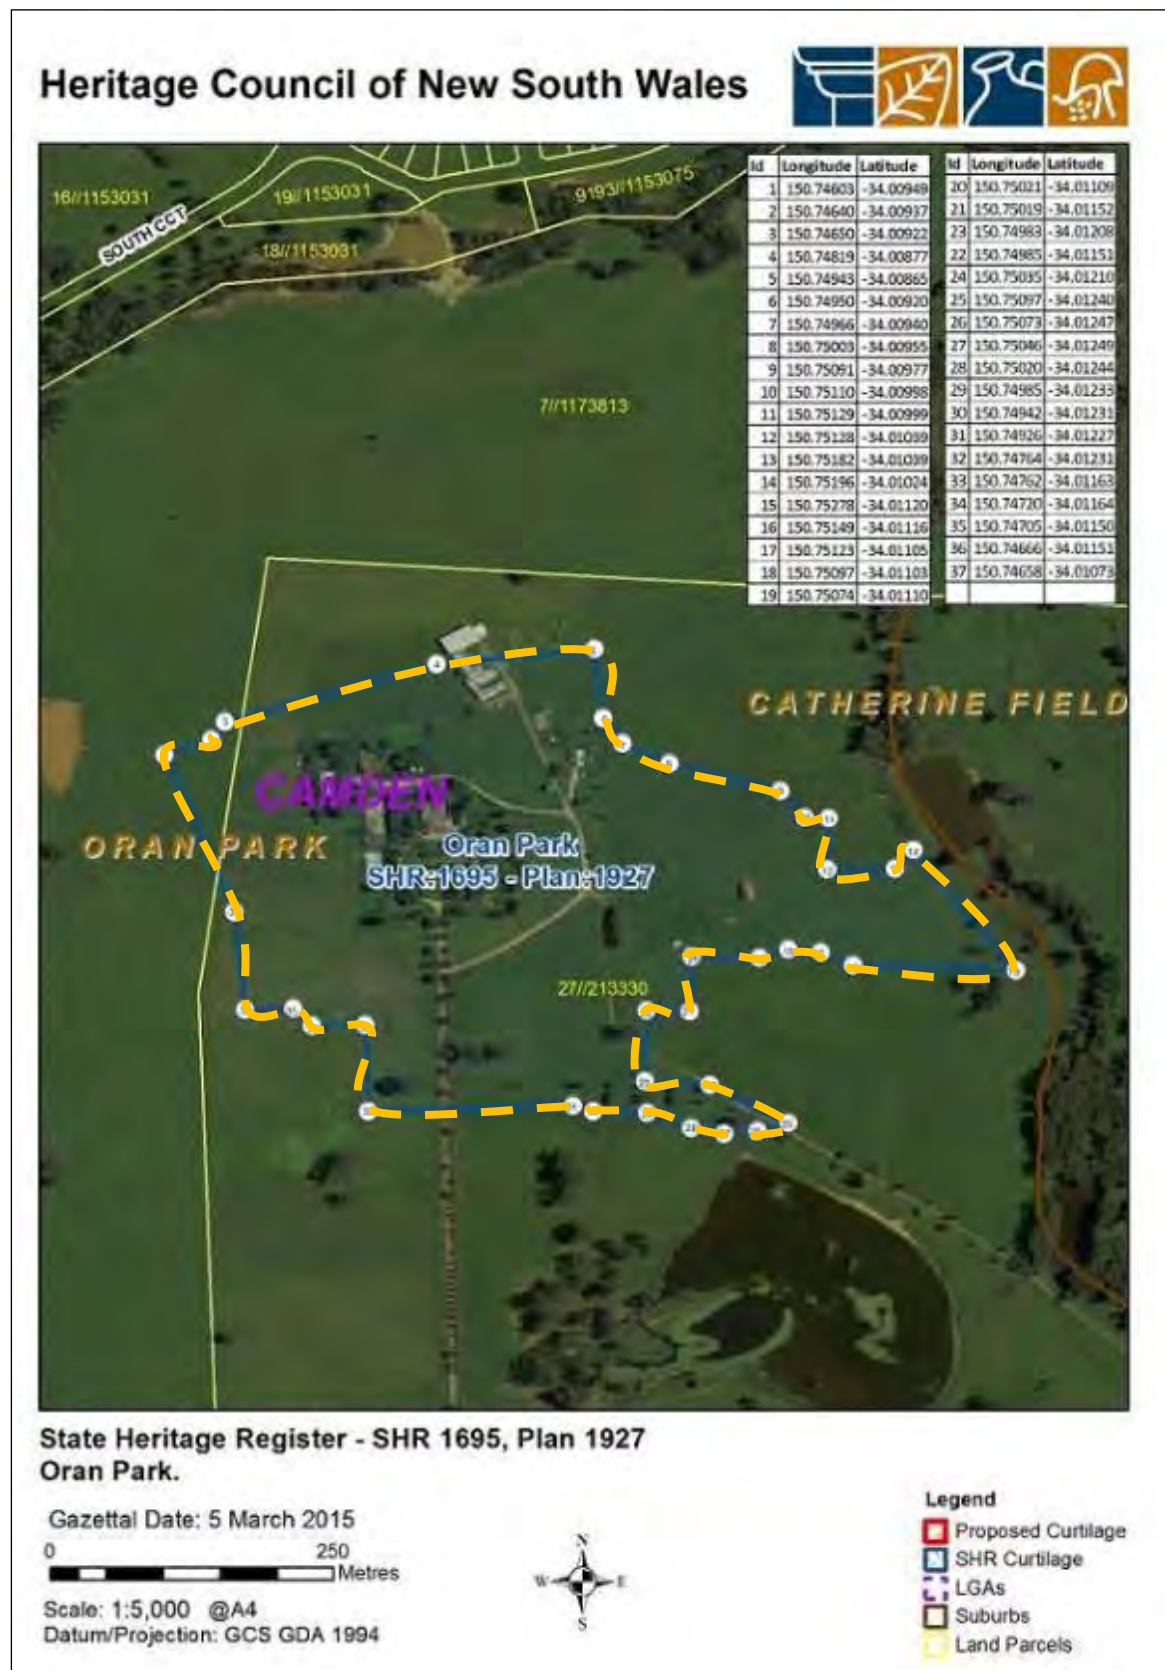 Heritage Council of New South Wales
16//1153031
19//1153031
9193//1153075
SOUTH CCT
18//1153031
7//1173813
Id Longitude Latitude
1 150.74603 -34.00949
2 150.74640 -34.00937
3 150.74650 -34.00922
4 150.74819 -34.00877
5 150.74943 -34.00865
6 150.74950 -34.00920
7 150.74966 -34.00940
8 150.75003 -34.00955
9 150.75091 -34.00977
10 150.75110 -34.00998
11 150.75129 -34.00999
12 150.75128 -34.01039
13 150.75182 -34.01039
14 150.75196 -34.01024
15 150.75278 -34.01120
16 150.75149 -34.01116
17 150.75123 -34.01105
18 150.75097 -34.01103
19 150.75074 -34.01110
Id Longitude Latitude
20 150.75021 -34.01109
21 150.75019 -34.01152
23 150.74983 -34.01208
22 150.74985 -34.01151
24 150.75035 -34.01210
25 150.75097 -34.01240
26 150.75073 -34.01247
27 150.75046 -34.01249
28 150.75020 -34.01244
29 150.74985 -34.01233
30 150.74942 -34.01231
31 150.74926 -34.01227
32 150.74764 -34.01231
33 150.74762 -34.01163
34 150.74720 -34.01164
35 150.74705 -34.01150
36 150.74666 -34.01151
37 150.74658 -34.01073
4
3
CATHERINE FIELD
CAMDEN
ORAN PARK
Oran Park
SHR:1695 - Plan:1927
27//213330
State Heritage Register - SHR 1695, Plan 1927
Oran Park.
Gazettal Date: 5 March 2015
0 250
Metres
Scale: 1:5,000 @A4
Datum/Projection: GCS GDA 1994
N
W E
S
Legend
Proposed Curtilage
SHR Curtilage
LGAs
Suburbs
Land Parcels